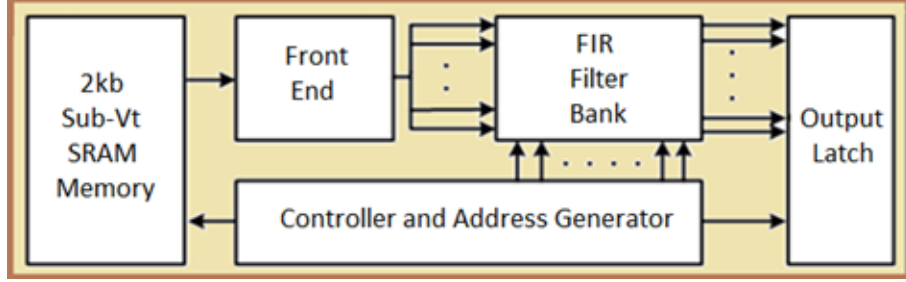 2kb
Sub-Vt
SRAM
Memory
Front
End
FIR
Filter
Bank
Output
Latch
Controller and Address Generator